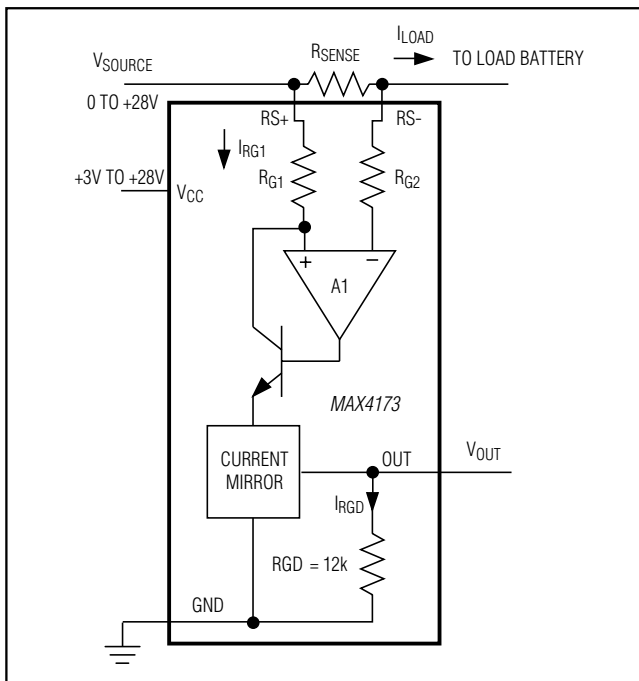 I_LOAD
R_SENSE
V_SOURCE
TO LOAD BATTERY
0 TO +28V
RS+
RS-
I_RG1
R_G1
R_G2
+3V TO +28V
V_CC
+
−
A1
MAX4173
CURRENT
MIRROR
OUT
V_OUT
I_RGD
RGD = 12k
GND